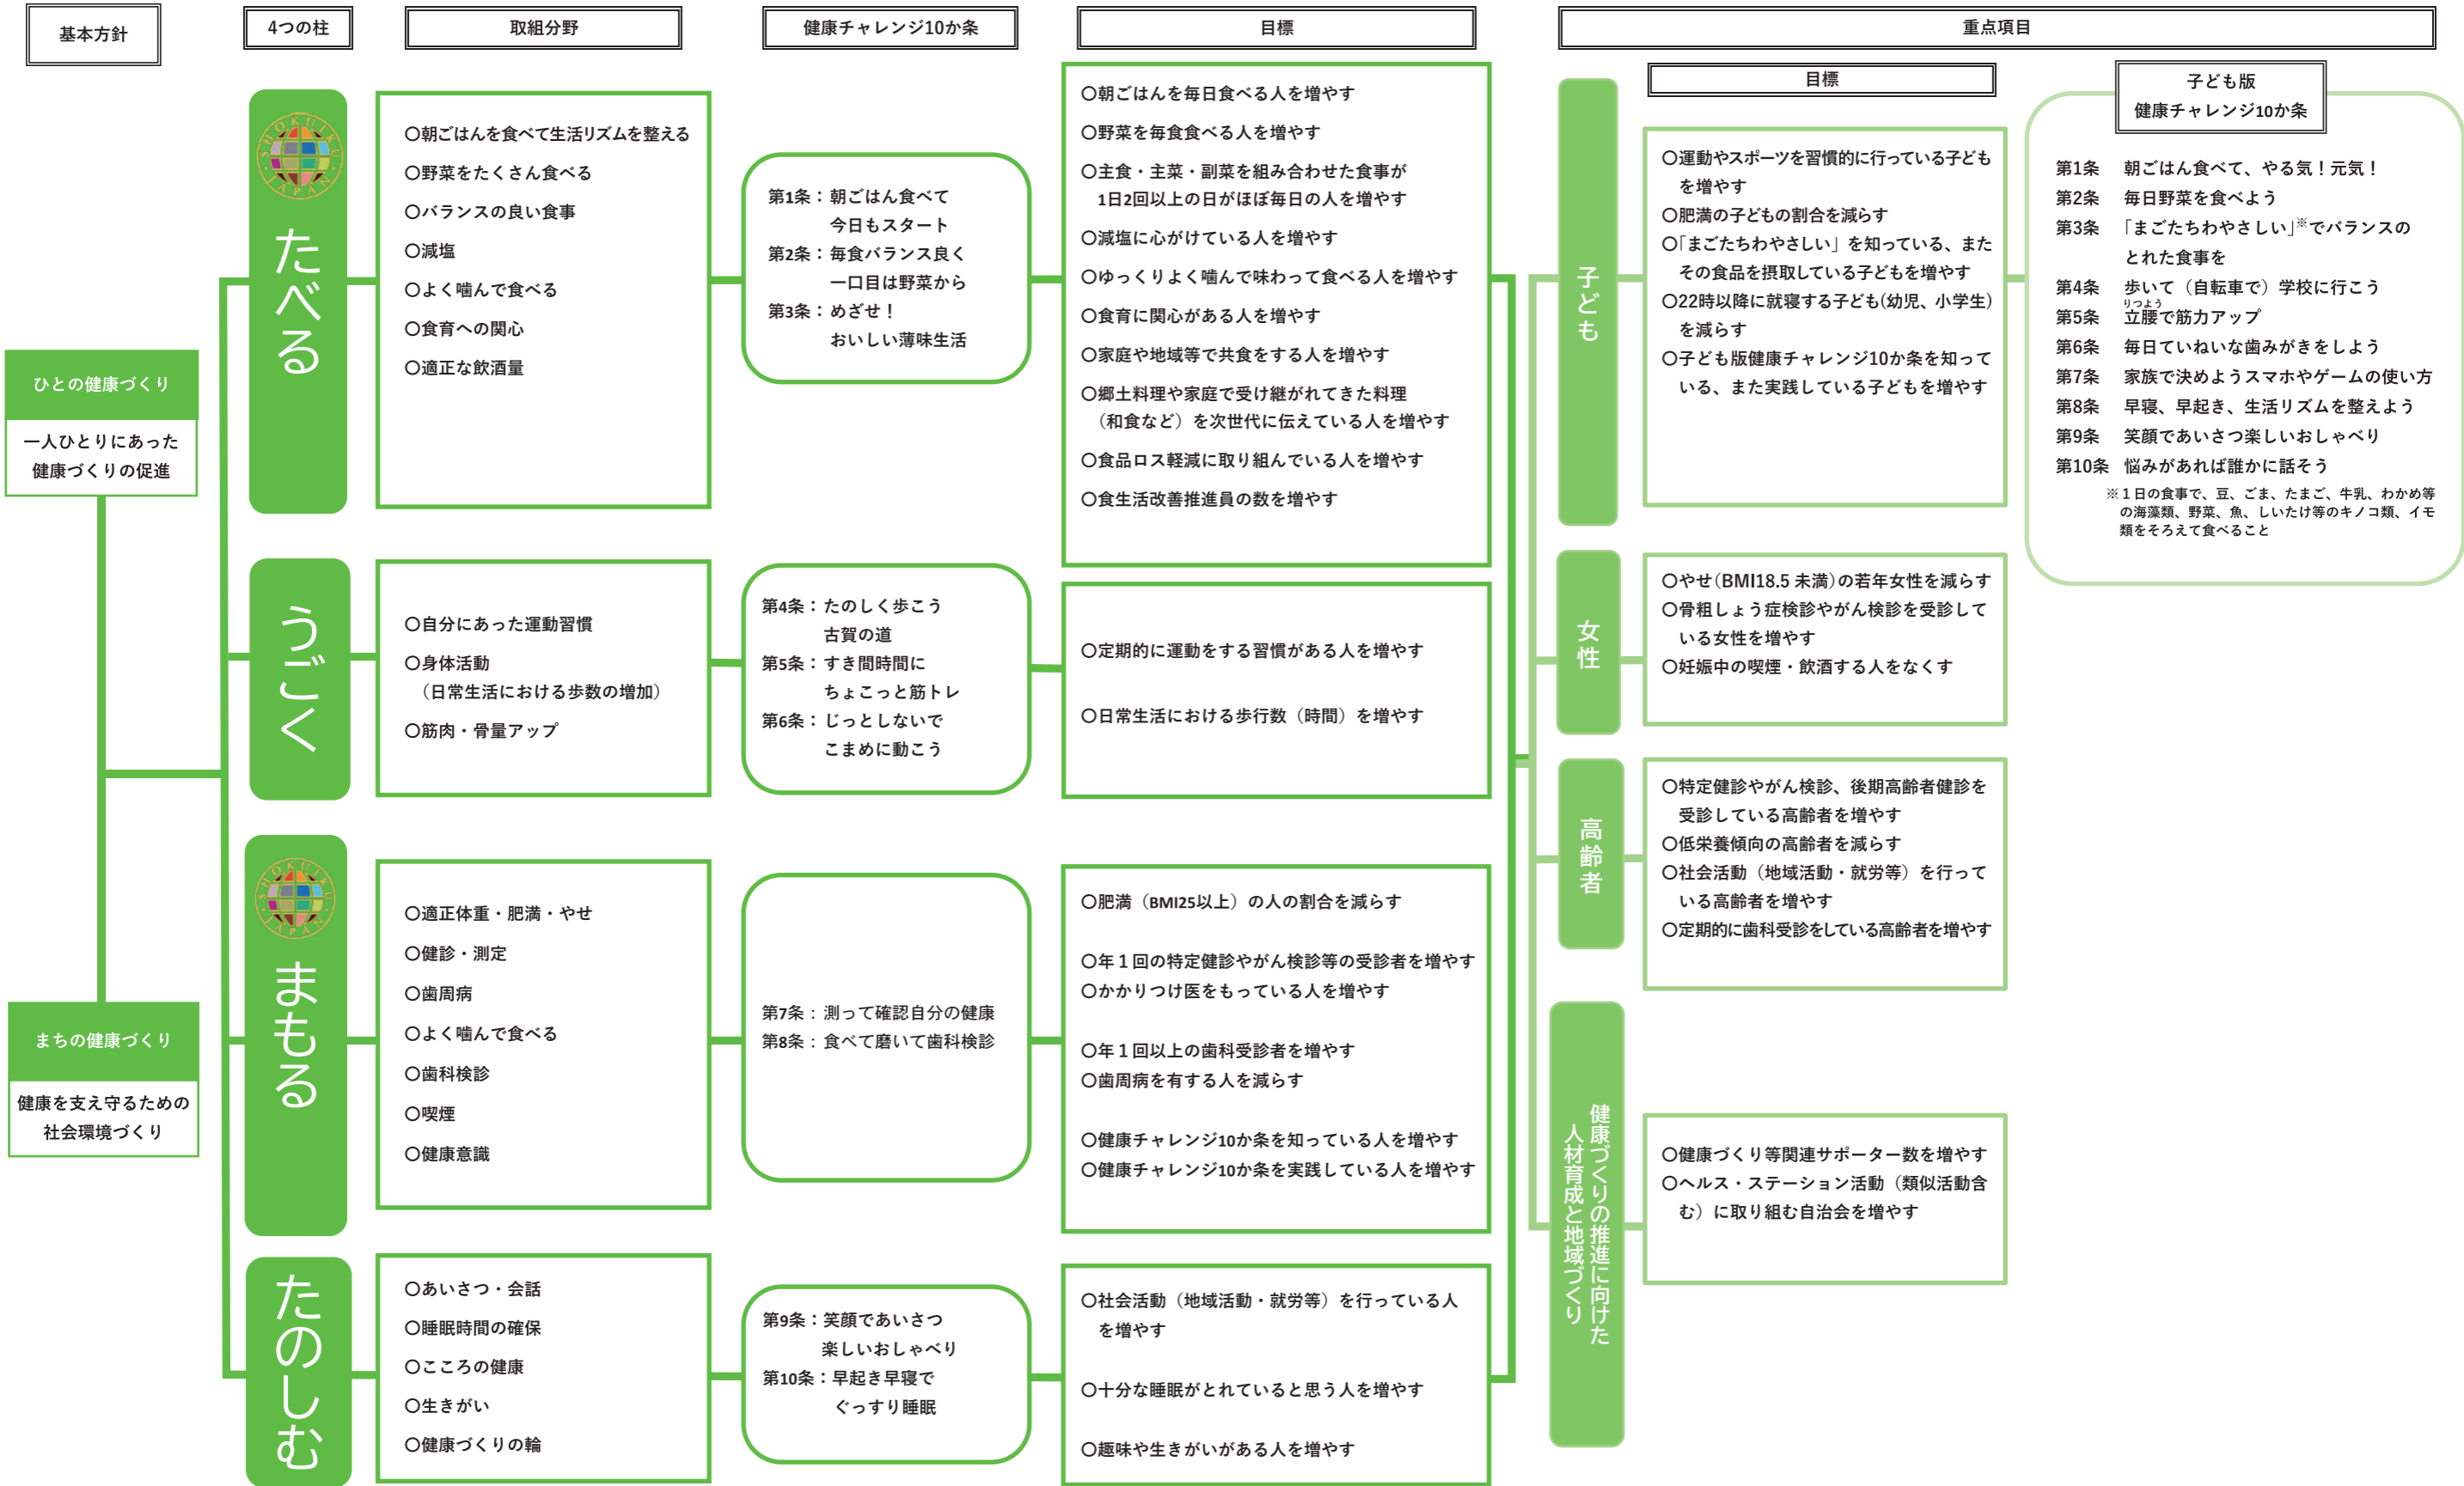 基本方針
4つの柱
取組分野
健康チャレンジ10か条
目標
重点項目
ひとの健康づくり
一人ひとりにあった
健康づくりの促進
まちの健康づくり
健康を支え守るための
社会環境づくり
SHOKUIKU
JAPAN
たべる
〇朝ごはんを食べて生活リズムを整える
〇野菜をたくさん食べる
〇バランスの良い食事
〇減塩
〇よく噛んで食べる
〇食育への関心
〇適正な飲酒量
第1条：朝ごはん食べて
今日もスタート
第2条：毎食バランス良く
一口目は野菜から
第3条：めざせ！
おいしい薄味生活
〇朝ごはんを毎日食べる人を増やす
〇野菜を毎食食べる人を増やす
〇主食・主菜・副菜を組み合わせた食事が
1日2回以上の日がほぼ毎日の人を増やす
〇減塩に心がけている人を増やす
〇ゆっくりよく噛んで味わって食べる人を増やす
〇食育に関心がある人を増やす
〇家庭や地域等で共食をする人を増やす
〇郷土料理や家庭で受け継がれてきた料理
（和食など）を次世代に伝えている人を増やす
〇食品ロス軽減に取り組んでいる人を増やす
〇食生活改善推進員の数を増やす
うごく
〇自分にあった運動習慣
〇身体活動
（日常生活における歩数の増加）
〇筋肉・骨量アップ
第4条：たのしく歩こう
古賀の道
第5条：すき間時間に
ちょこっと筋トレ
第6条：じっとしないで
こまめに動こう
〇定期的に運動をする習慣がある人を増やす
〇日常生活における歩行数（時間）を増やす
SHOKUIKU
JAPAN
まもる
〇適正体重・肥満・やせ
〇健診・測定
〇歯周病
〇よく噛んで食べる
〇歯科検診
〇喫煙
〇健康意識
第7条：測って確認自分の健康
第8条：食べて磨いて歯科検診
〇肥満（BMI25以上）の人の割合を減らす
〇年１回の特定健診やがん検診等の受診者を増やす
〇かかりつけ医をもっている人を増やす
〇年１回以上の歯科受診者を増やす
〇歯周病を有する人を減らす
〇健康チャレンジ10か条を知っている人を増やす
〇健康チャレンジ10か条を実践している人を増やす
たのしむ
〇あいさつ・会話
〇睡眠時間の確保
〇こころの健康
〇生きがい
〇健康づくりの輪
第9条：笑顔であいさつ
楽しいおしゃべり
第10条：早起き早寝で
ぐっすり睡眠
〇社会活動（地域活動・就労等）を行っている人
を増やす
〇十分な睡眠がとれていると思う人を増やす
〇趣味や生きがいがある人を増やす
目標
子ども
〇運動やスポーツを習慣的に行っている子ども
を増やす
〇肥満の子どもの割合を減らす
〇「まごたちわやさしい」を知っている、また
その食品を摂取している子どもを増やす
〇22時以降に就寝する子ども(幼児、小学生)
を減らす
〇子ども版健康チャレンジ10か条を知って
いる、また実践している子どもを増やす
子ども版
健康チャレンジ10か条
第1条 朝ごはん食べて、やる気！元気！
第2条 毎日野菜を食べよう
第3条 「まごたちわやさしい」※でバランスの
とれた食事を
第4条 歩いて（自転車で）学校に行こう
りつよう
第5条 立腰で筋力アップ
第6条 毎日ていねいな歯みがきをしよう
第7条 家族で決めようスマホやゲームの使い方
第8条 早寝、早起き、生活リズムを整えよう
第9条 笑顔であいさつ楽しいおしゃべり
第10条 悩みがあれば誰かに話そう
※１日の食事で、豆、ごま、たまご、牛乳、わかめ等
の海藻類、野菜、魚、しいたけ等のキノコ類、イモ
類をそろえて食べること
女性
〇やせ(BMI18.5 未満)の若年女性を減らす
〇骨粗しょう症検診やがん検診を受診して
いる女性を増やす
〇妊娠中の喫煙・飲酒する人をなくす
高齢者
〇特定健診やがん検診、後期高齢者健診を
受診している高齢者を増やす
〇低栄養傾向の高齢者を減らす
〇社会活動（地域活動・就労等）を行って
いる高齢者を増やす
〇定期的に歯科受診をしている高齢者を増やす
健康づくりの推進に向けた
人材育成と地域づくり
〇健康づくり等関連サポーター数を増やす
〇ヘルス・ステーション活動（類似活動含
む）に取り組む自治会を増やす